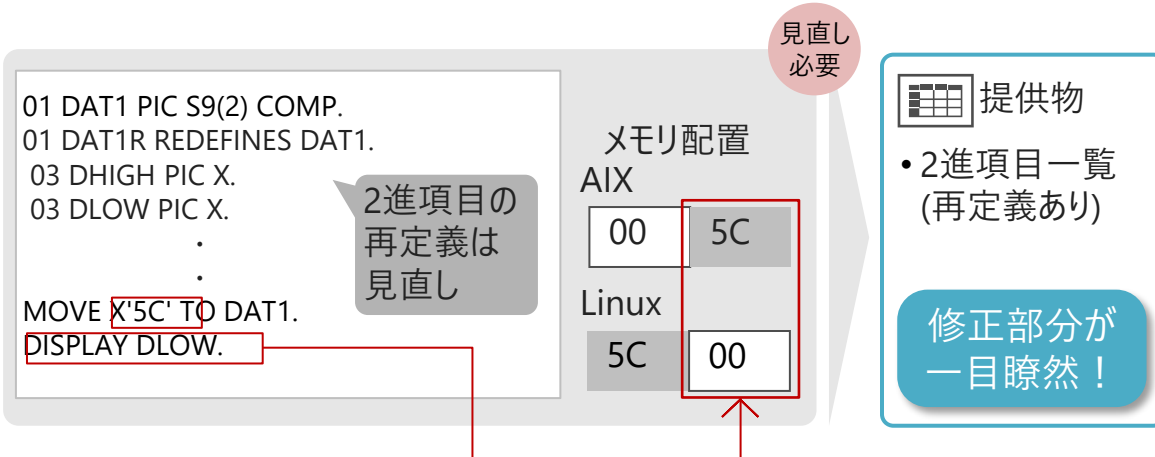 見直し
必要
01 DAT1 PIC S9(2) COMP.
01 DAT1R REDEFINES DAT1.
03 DHIGH PIC X.
03 DLOW PIC X.
・
・
MOVE X'5C' TO DAT1.
DISPLAY DLOW.
2進項目の
再定義は
見直し
メモリ配置
AIX
00 5C
Linux
5C 00
提供物
•2進項目一覧
(再定義あり)
修正部分が
一目瞭然！